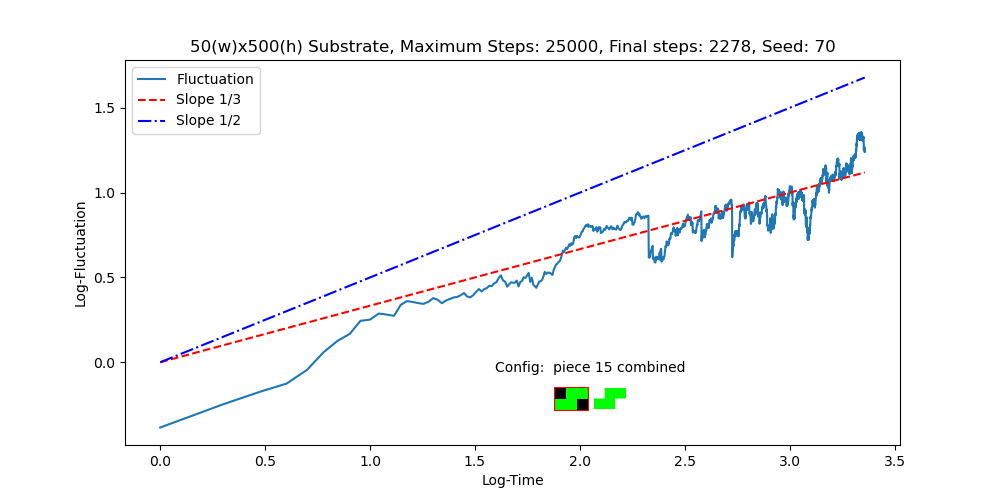 50(w)x500(h) Substrate, Maximum Steps: 25000, Final steps: 2278, Seed: 70
Fluctuation
Slope 1/3
Slope 1/2
1.5
1.0
0.5
0.0
Log-Fluctuation
Config:  piece 15 combined
0.0 0.5 1.0 1.5 2.0 2.5 3.0 3.5
Log-Time